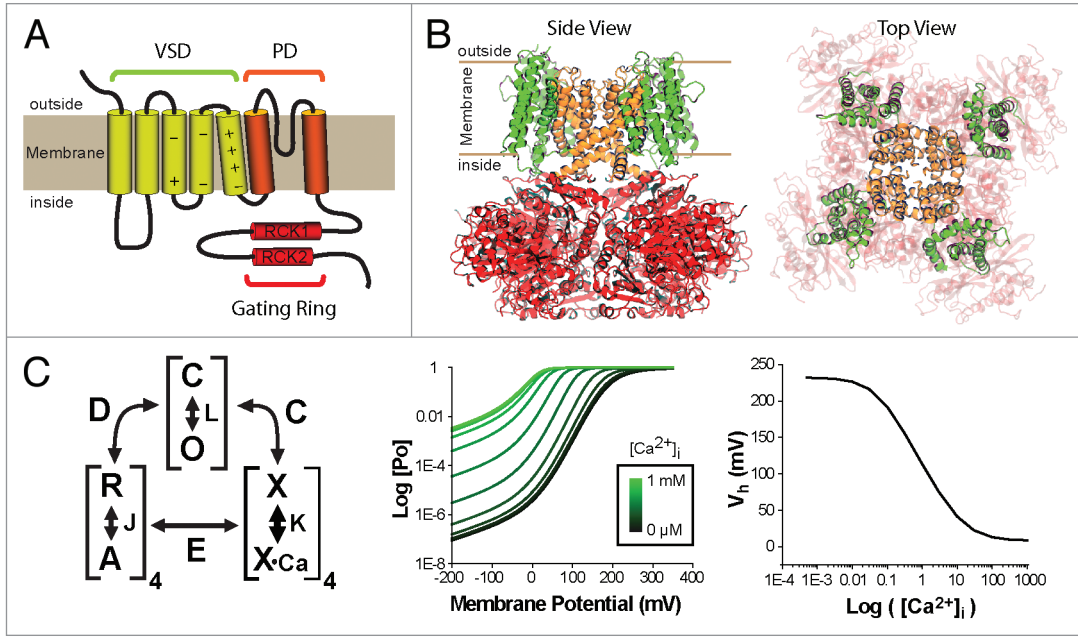 A
VSD
PD
outside
Membrane
inside
−
−
+
+
+
+
+
−
−
RCK1
RCK2
Gating Ring
B
Side View
Top View
outside
Membrane
inside
C
C
L
O
D
C
R
J
A
4
E
X
K
X·Ca
4
Log [Po]
1
0.01
1E-4
1E-6
1E-8
-200
-100
0
100
200
300
400
Membrane Potential (mV)
[Ca2+]i
1 mM
0 µM
Vh (mV)
250
200
150
100
50
0
1E-4
1E-3
0.01
0.1
1
10
100
1000
Log ( [Ca2+]i )